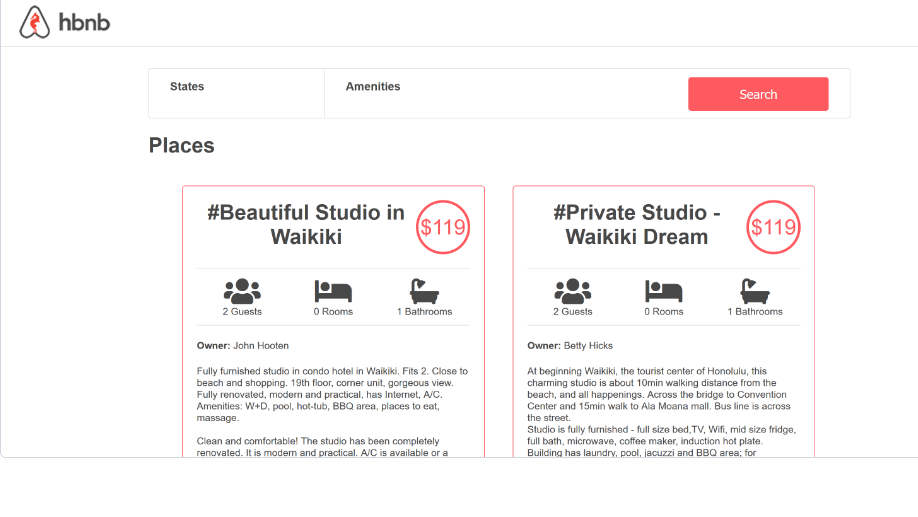 hbnb
States
Amenities
Search
Places
#Beautiful Studio in
Waikiki
$119
2 Guests
0 Rooms
1 Bathrooms
Owner: John Hooten
Fully furnished studio in condo hotel in Waikiki. Fits 2. Close to
beach and shopping. 19th floor, corner unit, gorgeous view.
Fully renovated, modern and practical, has Internet, A/C.
Amenities: W+D, pool, hot-tub, BBQ area, places to eat,
massage.
Clean and comfortable! The studio has been completely
renovated. It is modern and practical. A/C is available or a
#Private Studio -
Waikiki Dream
$119
2 Guests
0 Rooms
1 Bathrooms
Owner: Betty Hicks
At beginning Waikiki, the tourist center of Honolulu, this
charming studio is about 10min walking distance from the
beach, and all happenings. Across the bridge to Convention
Center and 15min walk to Ala Moana mall. Bus line is across
the street.
Studio is fully furnished - full size bed,TV, Wifi, mid size fridge,
full bath, microwave, coffee maker, induction hot plate.
Building has laundry, pool, jacuzzi and BBQ area; for